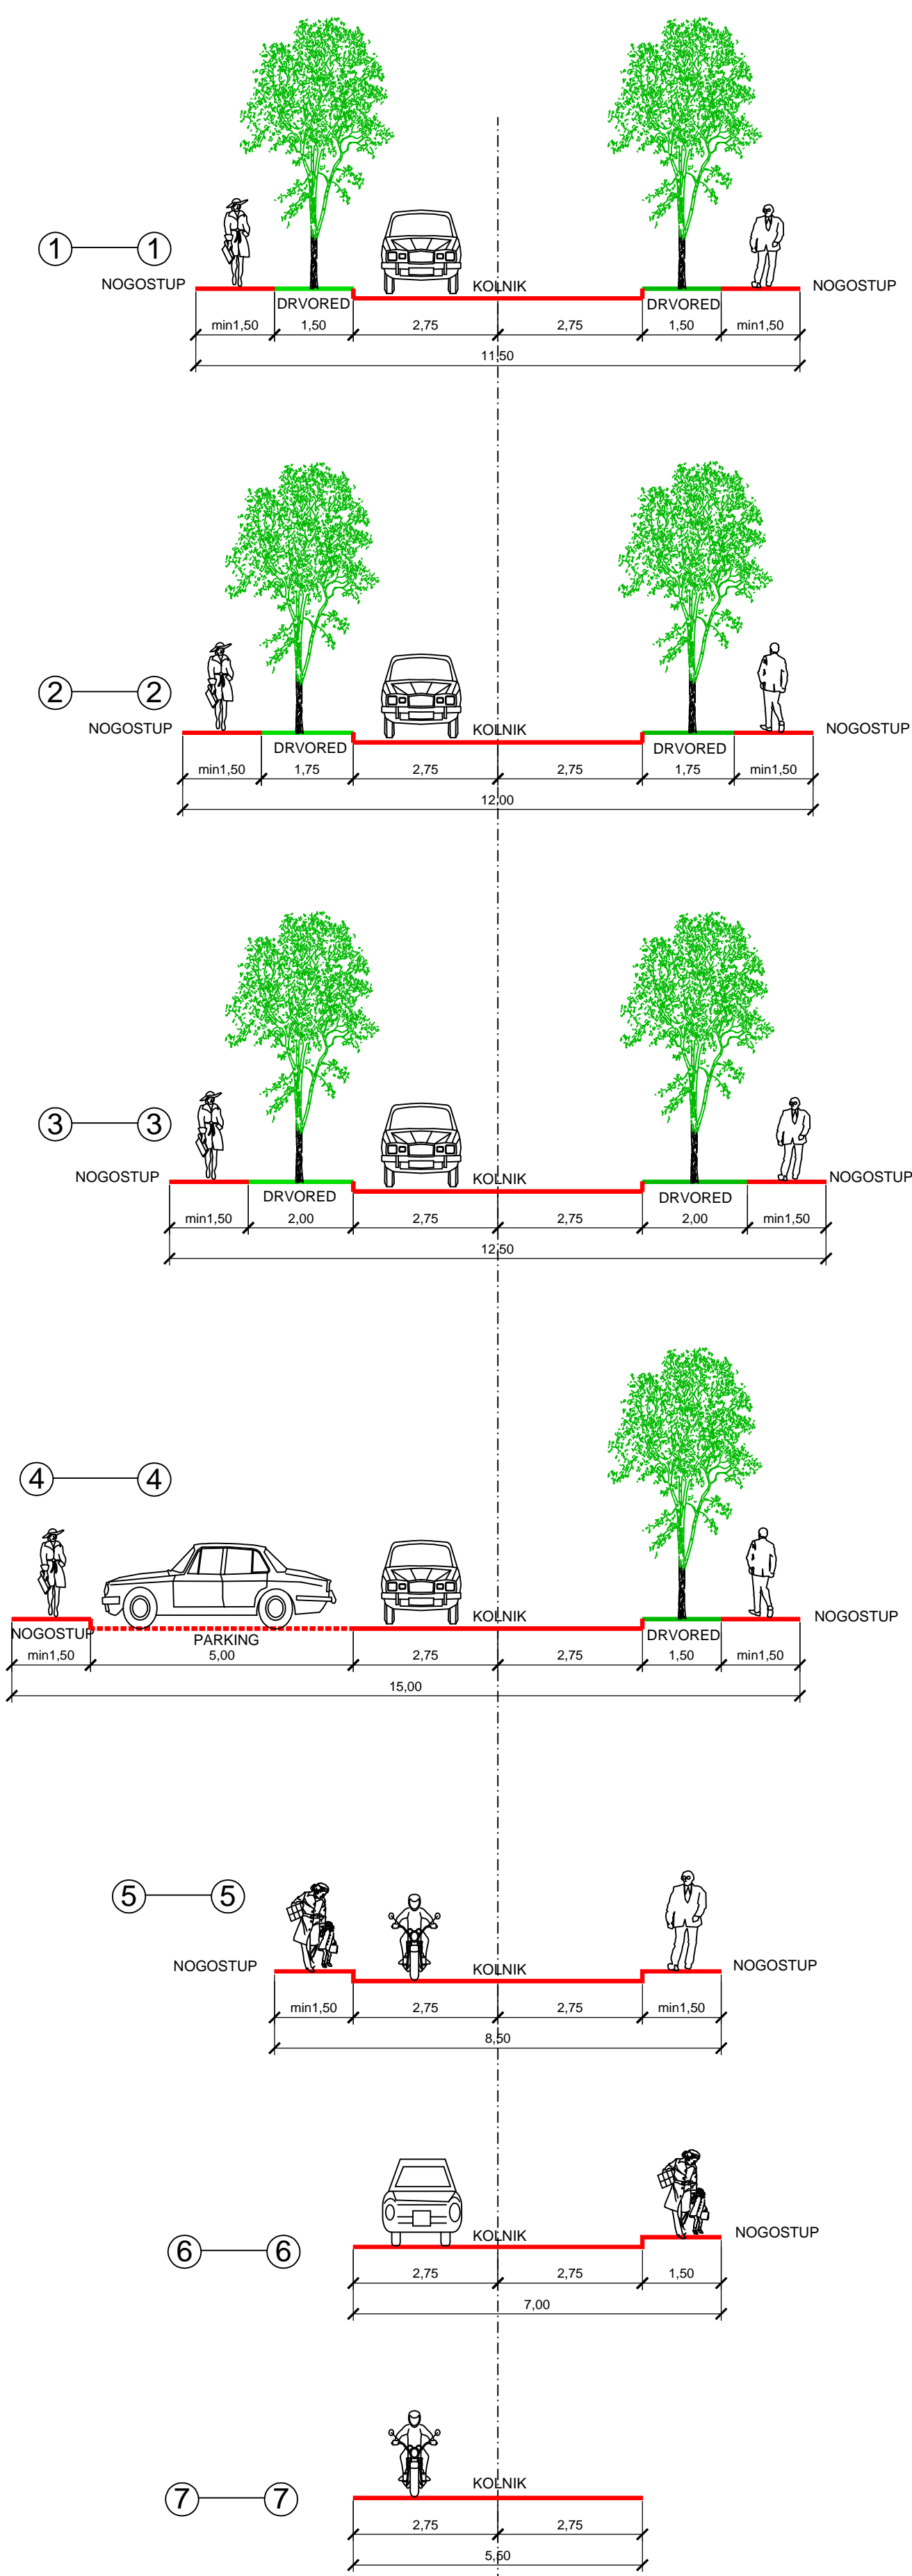 1 1
KOLNIK
NOGOSTUP NOGOSTUP
DRVORED DRVORED
min1,50 1,50 2,75 2,75 1,50 min1,50
11,50
2 2
NOGOSTUP KOLNIK NOGOSTUP
DRVORED DRVORED
min1,50 1,75 2,75 2,75 1,75 min1,50
12,00
3 3
NOGOSTUP KOLNIK NOGOSTUP
DRVORED DRVORED
min1,50 2,00 2,75 2,75 2,00 min1,50
12,50
4 4
KOLNIK NOGOSTUP
NOGOSTUP PARKING DRVORED
min1,50 5,00 2,75 2,75 1,50 min1,50
15,00
5 5
NOGOSTUP KOLNIK NOGOSTUP
min1,50 2,75 2,75 min1,50
8,50
6 6
KOLNIK NOGOSTUP
2,75 2,75 1,50
7,00
7 7
KOLNIK
2,75 2,75
5,50